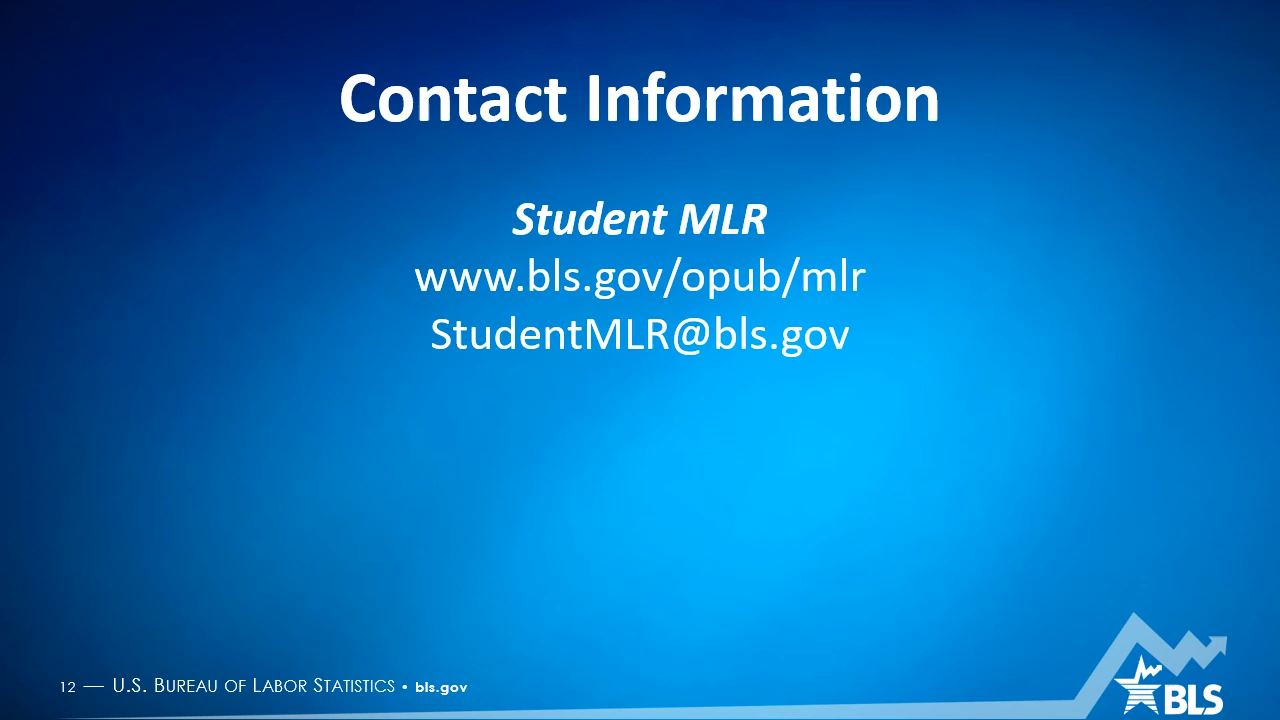 Contact Information
Student MLR
www.bls.gov/opub/mlr
StudentMLR@bls.gov
12 — U.S. BUREAU OF LABOR STATISTICS • bls.gov
BLS